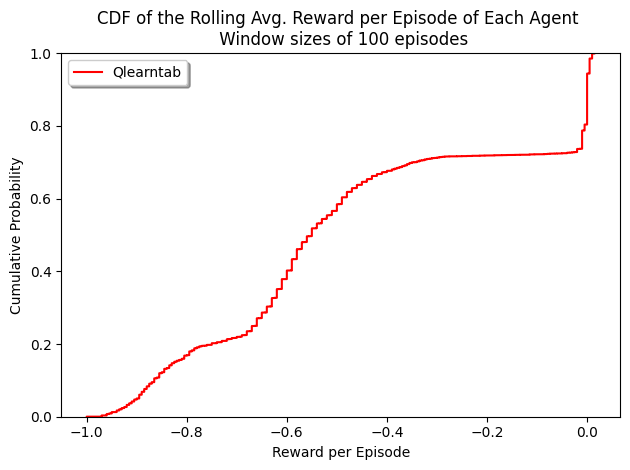 CDF of the Rolling Avg. Reward per Episode of Each Agent
Window sizes of 100 episodes
Qlearntab
1.0
0.8
0.6
0.4
0.2
0.0
Cumulative Probability
−1.0 −0.8 −0.6 −0.4 −0.2 0.0
Reward per Episode